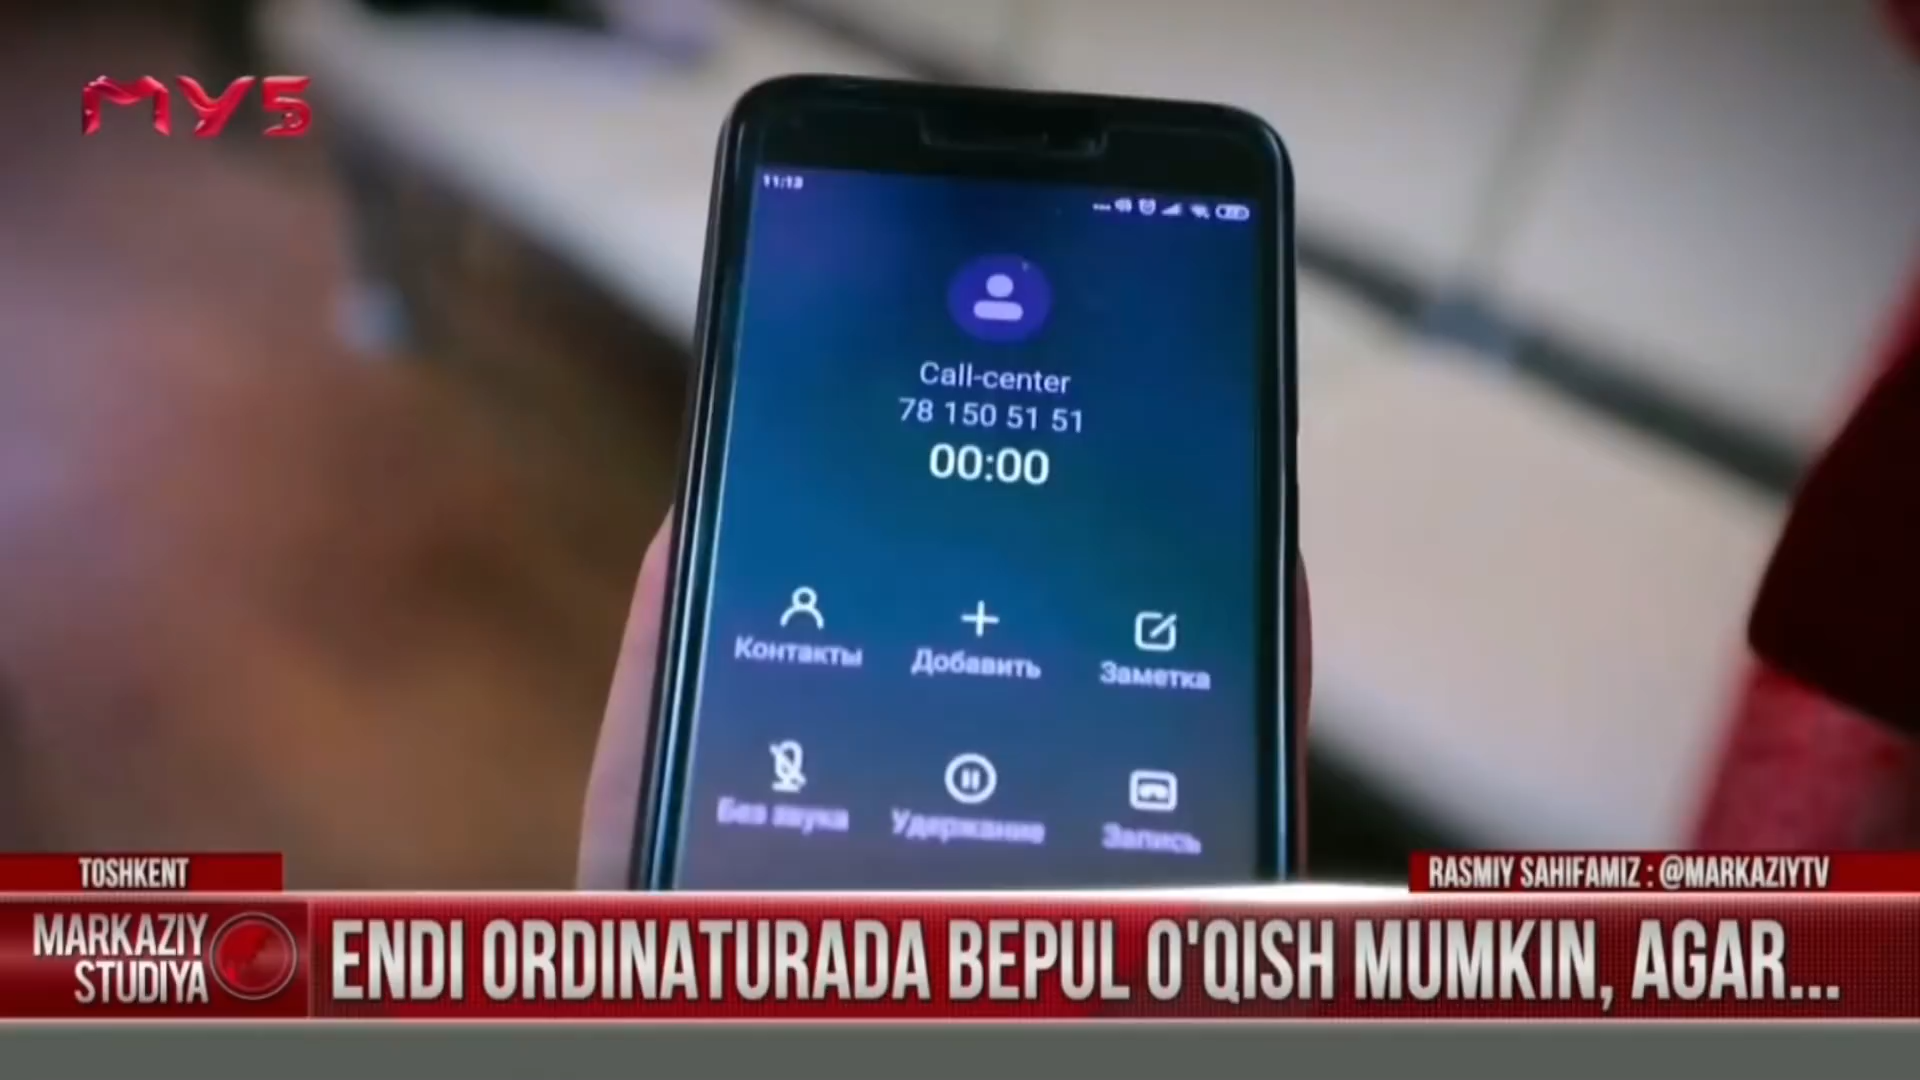 MY5
11:13
Call-center
78 150 51 51
00:00
Контакты
Добавить
Заметка
Без звука
Удержание
Запись
TOSHKENT
RASMIY SAHIFAMIZ : @MARKAZIYTV
MARKAZIY
STUDIYA
ENDI ORDINATURADA BEPUL O'QISH MUMKIN, AGAR...